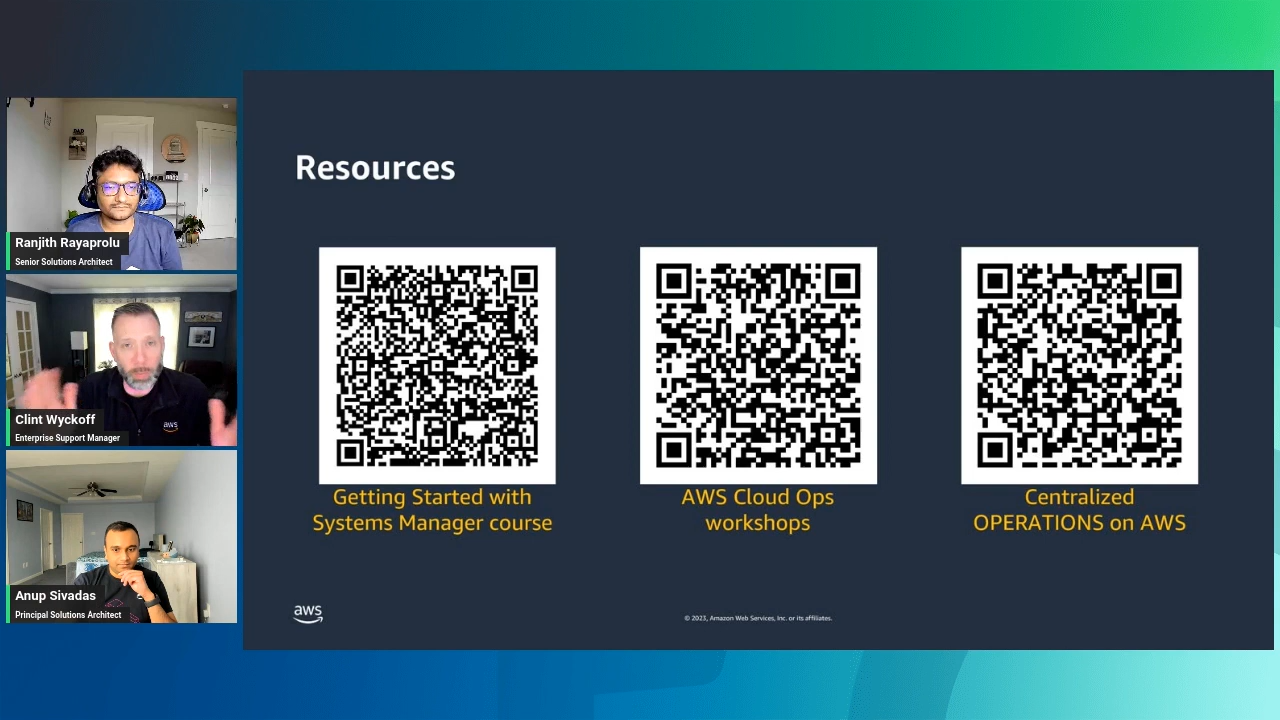 Ranjith Rayaprolu
Senior Solutions Architect
Clint Wyckoff
Enterprise Support Manager
aws
Anup Sivadas
Principal Solutions Architect
Resources
Getting Started with
Systems Manager course
AWS Cloud Ops
workshops
Centralized
OPERATIONS on AWS
aws
© 2023, Amazon Web Services, Inc. or its affiliates.